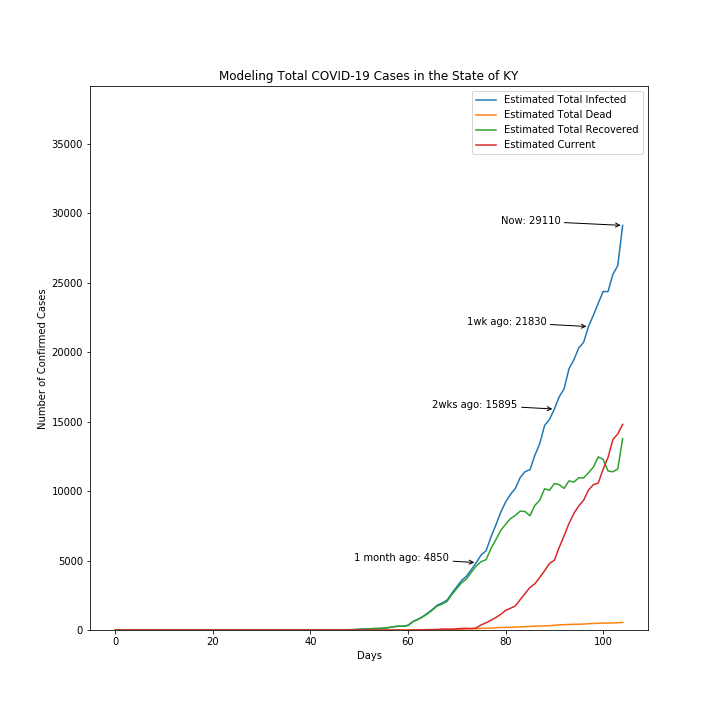 Modeling Total COVID-19 Cases in the State of KY
Estimated Total Infected
Estimated Total Dead
Estimated Total Recovered
Estimated Current
35000
30000
25000
20000
15000
10000
5000
0
Number of Confirmed Cases
Now: 29110
1wk ago: 21830
2wks ago: 15895
1 month ago: 4850
0 20 40 60 80 100
Days